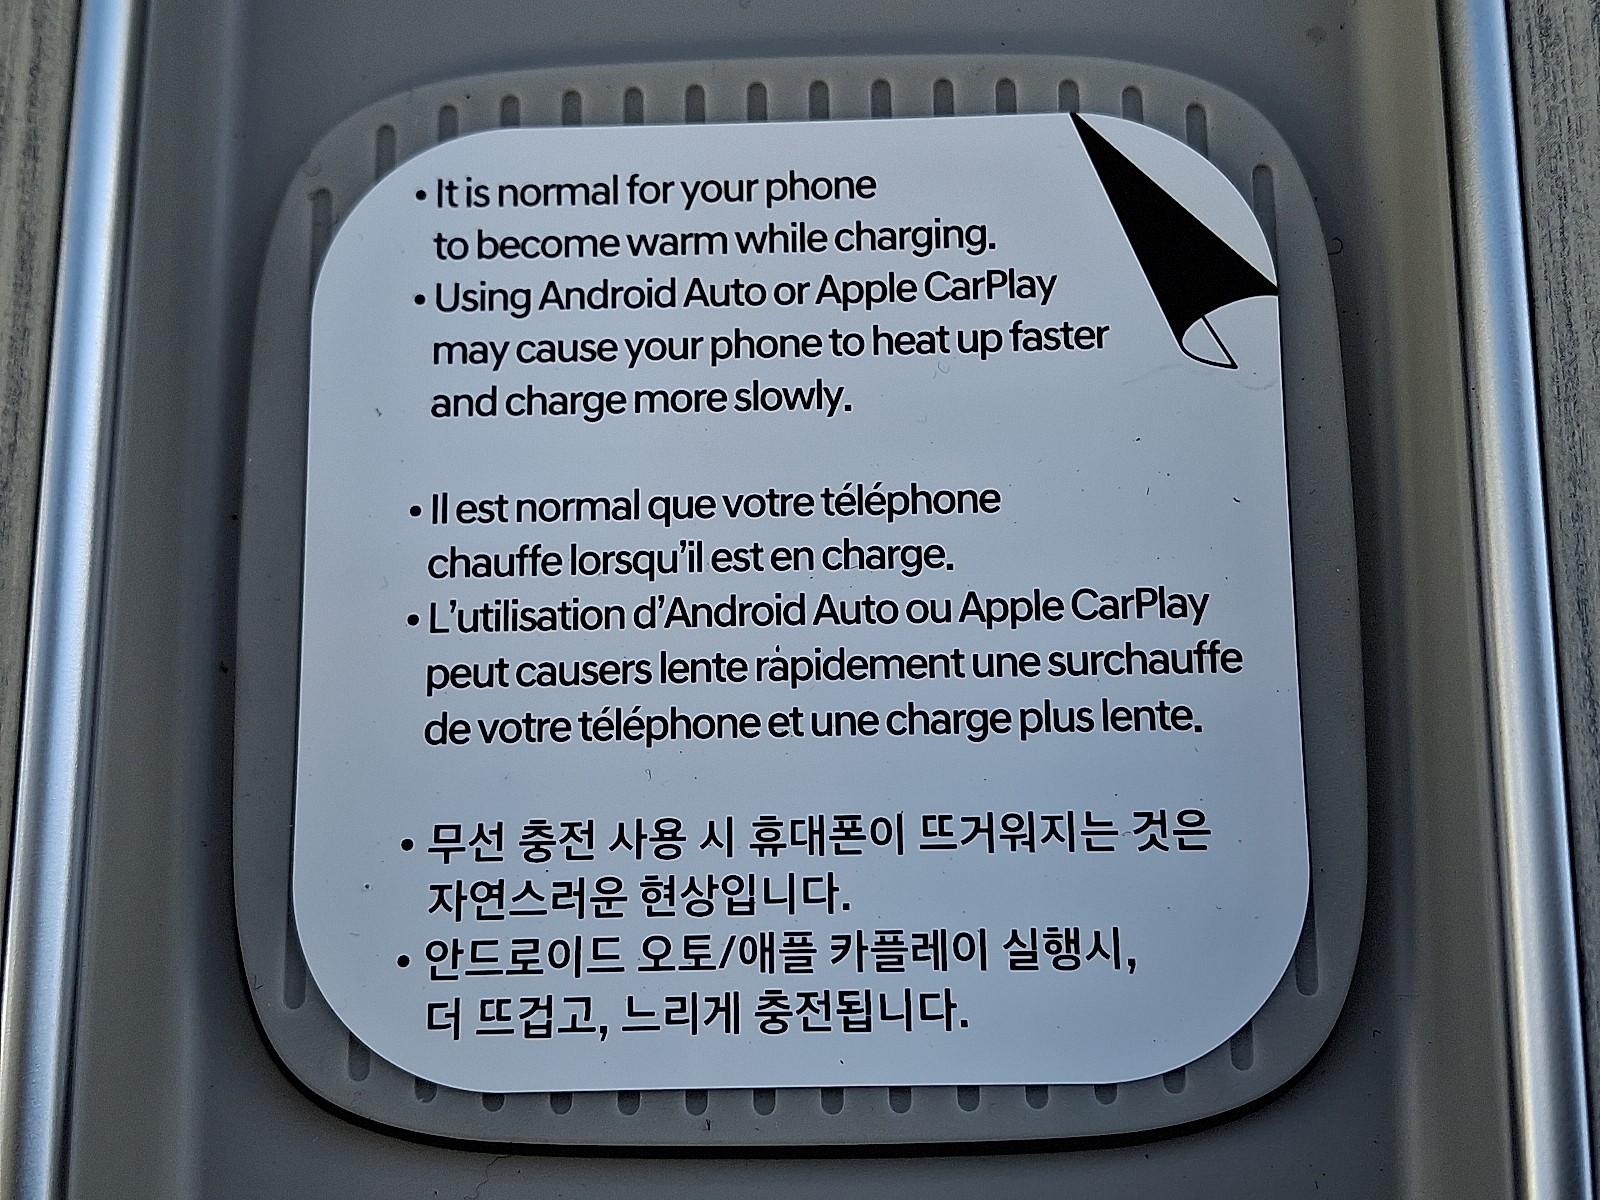 • It is normal for your phone
to become warm while charging.
• Using Android Auto or Apple CarPlay
may cause your phone to heat up faster
and charge more slowly.
• Il est normal que votre téléphone
chauffe lorsqu’il est en charge.
• L’utilisation d’Android Auto ou Apple CarPlay
peut causers lente rápidement une surchauffe
de votre téléphone et une charge plus lente.
• 무선 충전 사용 시 휴대폰이 뜨거워지는 것은
자연스러운 현상입니다.
• 안드로이드 오토/애플 카플레이 실행시,
더 뜨겁고, 느리게 충전됩니다.